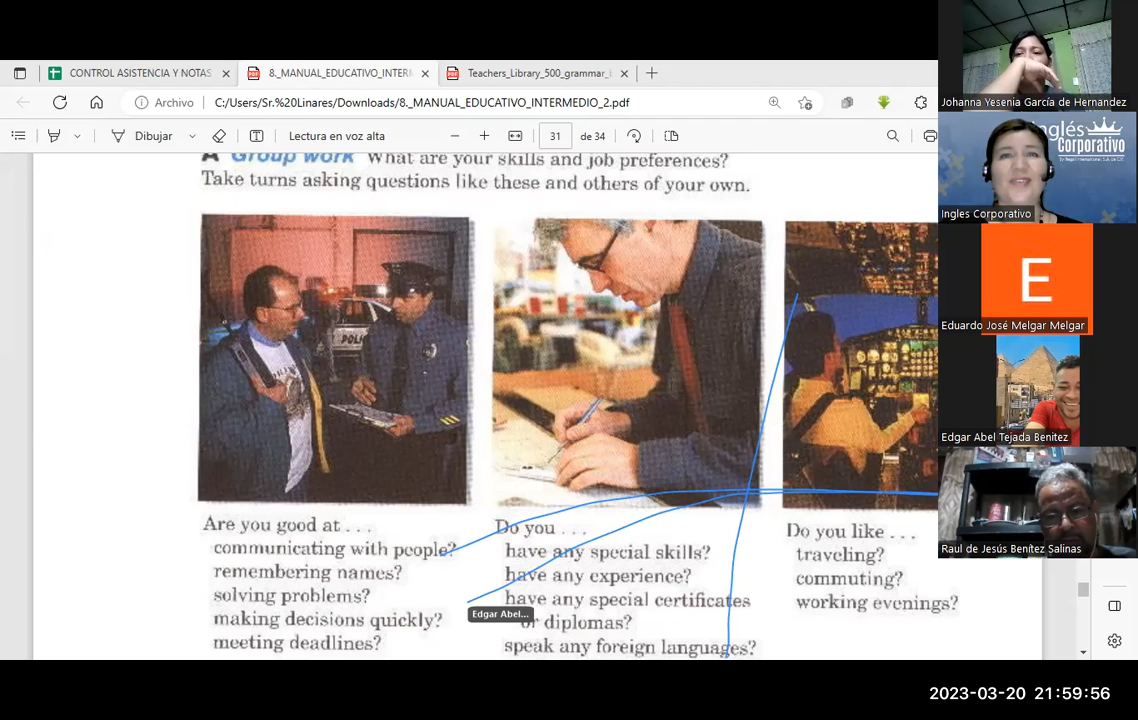 CONTROL ASISTENCIA Y NOTAS
8._MANUAL_EDUCATIVO_INTERM
Teachers_Library_500_grammar_
Archivo
C:/Users/Sr.%20Linares/Downloads/8._MANUAL_EDUCATIVO_INTERMEDIO_2.pdf
Dibujar
Lectura en voz alta
31
de 34
A Group work What are your skills and job preferences?
Take turns asking questions like these and others of your own.
POLI
Are you good at . . .
communicating with people?
remembering names?
solving problems?
making decisions quickly?
meeting deadlines?
Do you . . .
have any special skills?
have any experience?
have any special certificates
or diplomas?
speak any foreign languages?
Do you like . . .
traveling?
commuting?
working evenings?
Edgar Abel...
Johanna Yesenia García de Hernandez
Inglés
Corporativo
Ingles Corporativo
E
Eduardo José Melgar Melgar
Edgar Abel Tejada Benitez
Raul de Jesús Benítez Salinas
2023-03-20 21:59:56